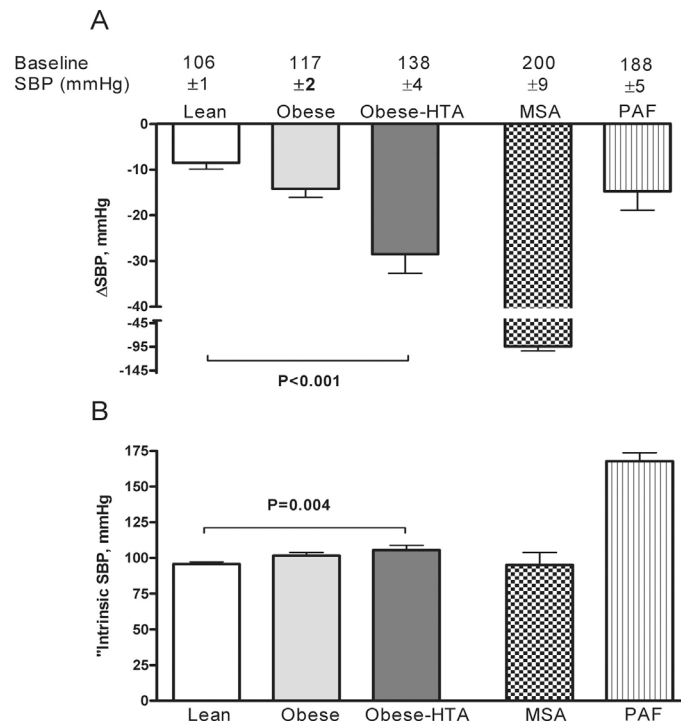 A
Baseline 106 117 138 200 188
SBP (mmHg) ±1 ±2 ±4 ±9 ±5
Lean Obese Obese-HTA MSA PAF
0
-10
-20
-30
-40
-45
-95
-145
ΔSBP, mmHg
P<0.001
B
175
150
125
100
75
50
25
0
"Intrinsic SBP, mmHg
P=0.004
Lean Obese Obese-HTA MSA PAF